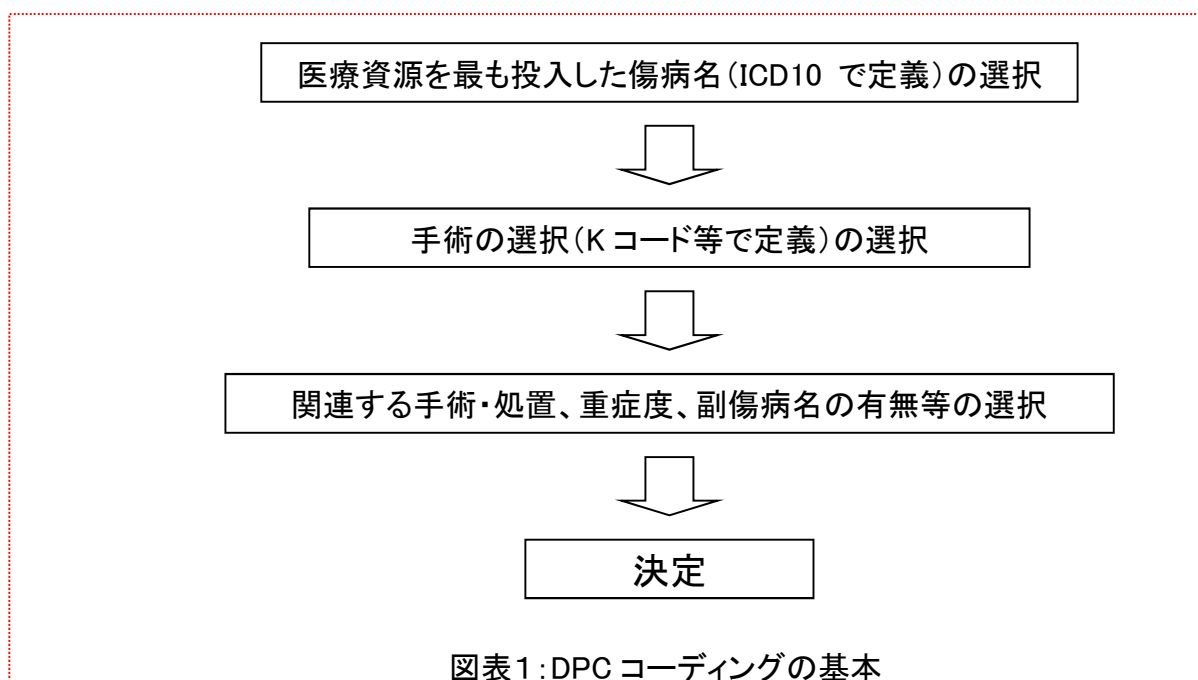 医療資源を最も投入した傷病名(ICD10 で定義)の選択
手術の選択(K コード等で定義)の選択
関連する手術・処置、重症度、副傷病名の有無等の選択
決定
図表1:DPC コーディングの基本